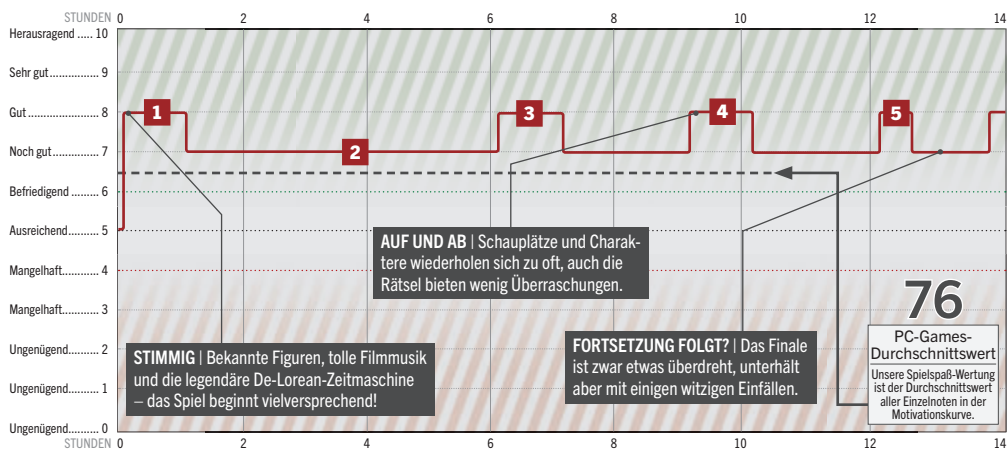 STUNDEN 0 2 4 6 8 10 12 14
Herausragend ..... 10
Sehr gut............... 9
Gut ..................... 8
Noch gut.............. 7
Befriedigend ........ 6
Ausreichend.......... 5
Mangelhaft........... 4
Mangelhaft........... 3
Ungenügend......... 2
Ungenügend......... 1
Ungenügend......... 0
1
2
3
4
5
AUF UND AB | Schauplätze und Charak-
tere wiederholen sich zu oft, auch die
Rätsel bieten wenig Überraschungen.
STIMMIG | Bekannte Figuren, tolle Filmmusik
und die legendäre De-Lorean-Zeitmaschine
– das Spiel beginnt vielversprechend!
FORTSETZUNG FOLGT? | Das Finale
ist zwar etwas überdreht, unterhält
aber mit einigen witzigen Einfällen.
76
PC-Games-
Durchschnittswert
Unsere Spielspaß-Wertung
ist der Durchschnittswert
aller Einzelnoten in der
Motivationskurve.
STUNDEN 0 2 4 6 8 10 12 14